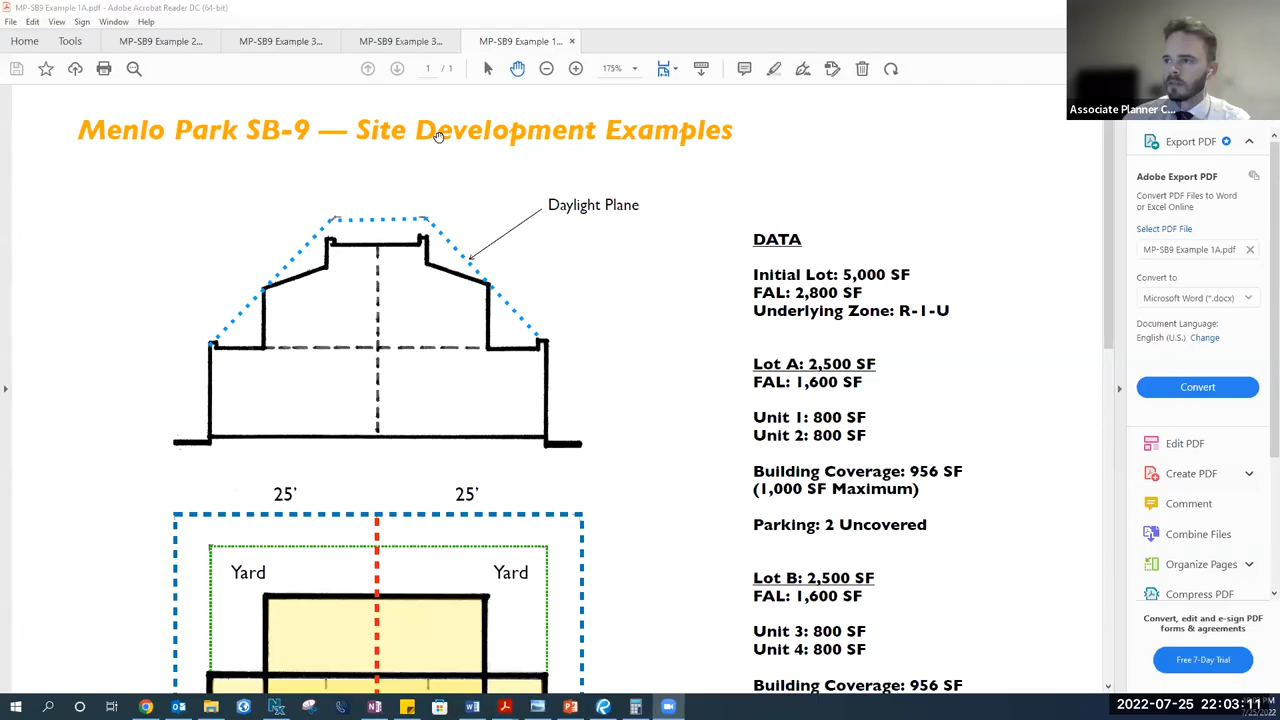 MP-SB9 Example 1A.pdf - Adobe Acrobat Reader DC (64-bit)
File Edit View Sign Window Help
Home Tools MP-SB9 Example 2... MP-SB9 Example 3... MP-SB9 Example 3... MP-SB9 Example 1... ×
1 / 1 175%
Associate Planner C...
Menlo Park SB-9 — Site Development Examples
Daylight Plane
DATA
Initial Lot: 5,000 SF
FAL: 2,800 SF
Underlying Zone: R-1-U
Lot A: 2,500 SF
FAL: 1,600 SF
Unit 1: 800 SF
Unit 2: 800 SF
Building Coverage: 956 SF
(1,000 SF Maximum)
Parking: 2 Uncovered
Lot B: 2,500 SF
FAL: 1,600 SF
Unit 3: 800 SF
Unit 4: 800 SF
Building Coverage: 956 SF
25' 25'
Yard Yard
Export PDF
Adobe Export PDF
Convert PDF Files to Word
or Excel Online
Select PDF File
MP-SB9 Example 1A.pdf ×
Convert to
Microsoft Word (*.docx)
Document Language:
English (U.S.) Change
Convert
Edit PDF
Create PDF
Comment
Combine Files
Organize Pages
Compress PDF
Convert, edit and e-sign PDF
forms & agreements
Free 7-Day Trial
2022-07-25 22:03:11